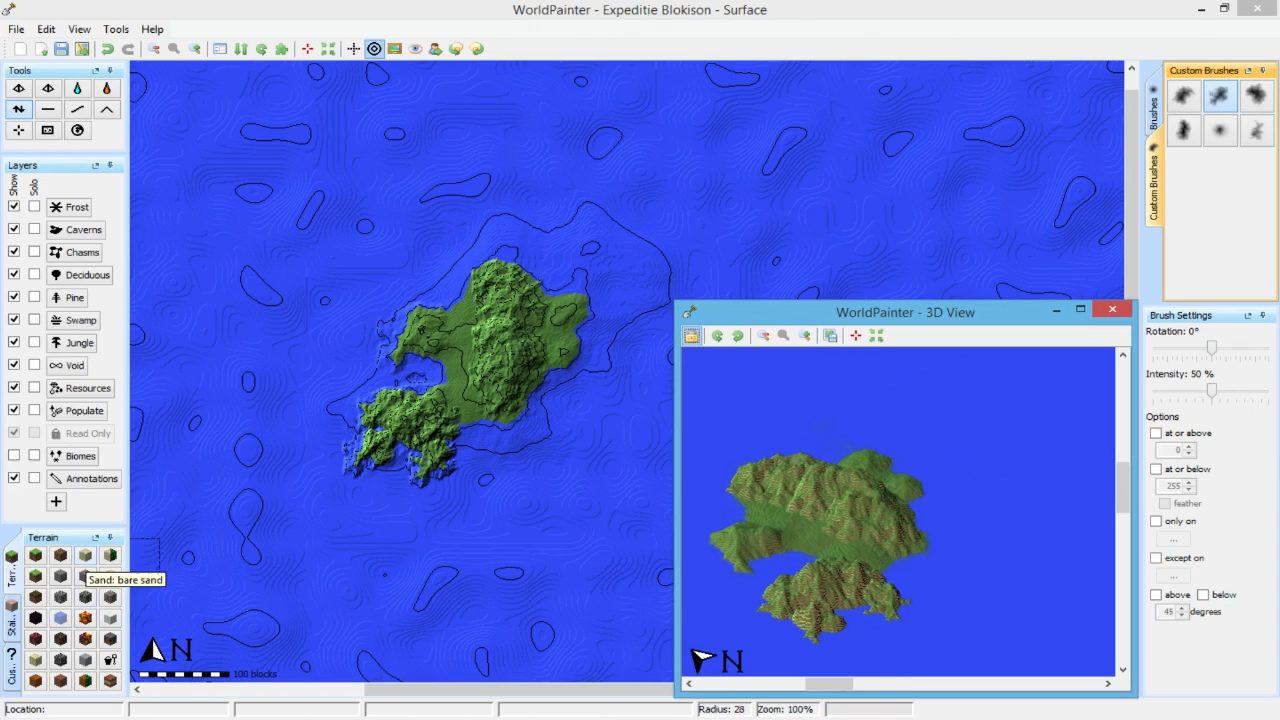 WorldPainter - Expeditie Blokison - Surface
File Edit View Tools Help
Tools
Layers
Show
Solo
Frost
Caverns
Chasms
Deciduous
Pine
Swamp
Jungle
Void
Resources
Populate
Read Only
Biomes
Annotations
Terrain
Terr...
Stai...
Cus...
?
Sand: bare sand
N
100 blocks
WorldPainter - 3D View
N
Brushes
Custom Brushes
Custom Brushes
Brush Settings
Rotation: 0°
Intensity: 50 %
Options
at or above
0
at or below
255
feather
only on
...
except on
...
above below
45 degrees
Location:
Radius: 28
Zoom: 100%